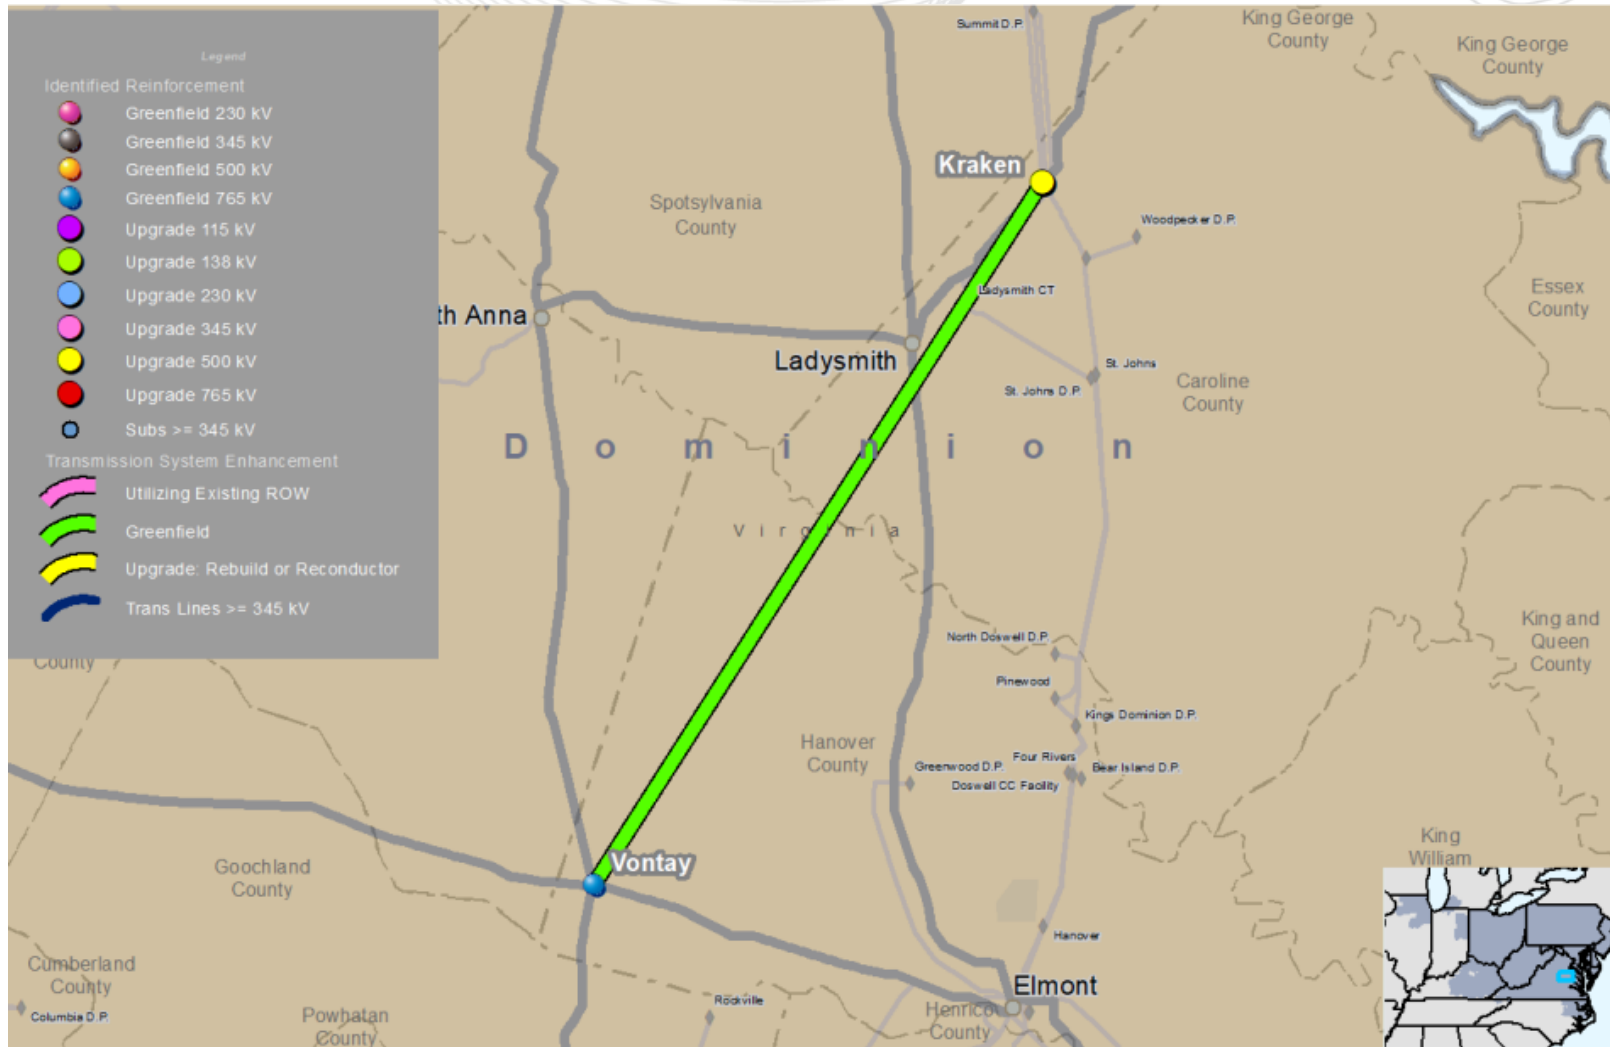 Legend
Identified Reinforcement
Greenfield 230 kV
Greenfield 345 kV
Greenfield 500 kV
Greenfield 765 kV
Upgrade 115 kV
Upgrade 138 kV
Upgrade 230 kV
Upgrade 345 kV
Upgrade 500 kV
Upgrade 765 kV
Subs >= 345 kV
Transmission System Enhancement
Utilizing Existing ROW
Greenfield
Upgrade: Rebuild or Reconductor
Trans Lines >= 345 kV
County
Summit D.P.
King George
County
King George
County
Kraken
Spotsylvania
County
Woodpecker D.P.
Essex
County
Ladysmith CT
th Anna
Ladysmith
St. Johns
St. Johns D.P.
Caroline
County
Dominion
Virginia
North Doswell D.P.
King and
Queen
County
Pinewood
Kings Dominion D.P.
Hanover
County
Four Rivers
Greenwood D.P.
Bear Island D.P.
Doswell CC Facility
King
William
Vontay
Goochland
County
Hanover
Cumberland
County
Elmont
Rockville
Henrico
County
Columbia D.P.
Powhatan
County